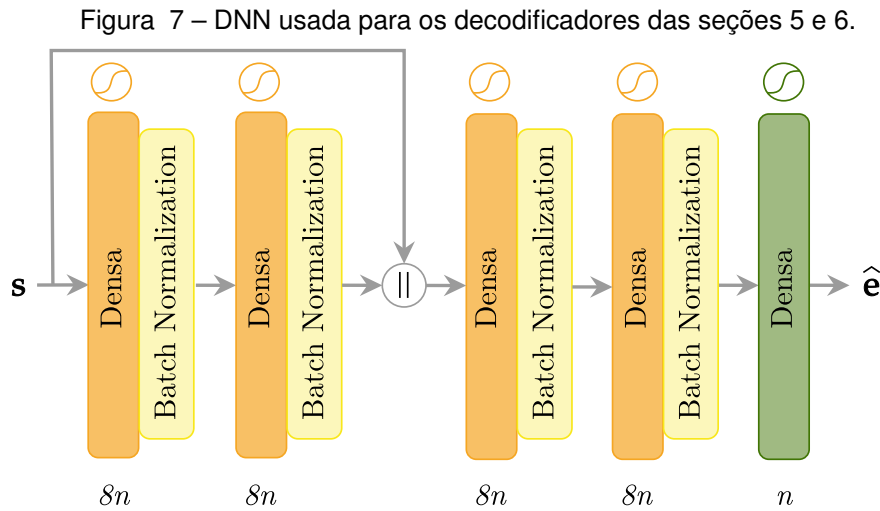 Figura 7 – DNN usada para os decodificadores das seções 5 e 6.
s
Densa
Batch Normalization
Densa
Batch Normalization
||
Densa
Batch Normalization
Densa
Batch Normalization
Densa
ê
8n
8n
8n
8n
n